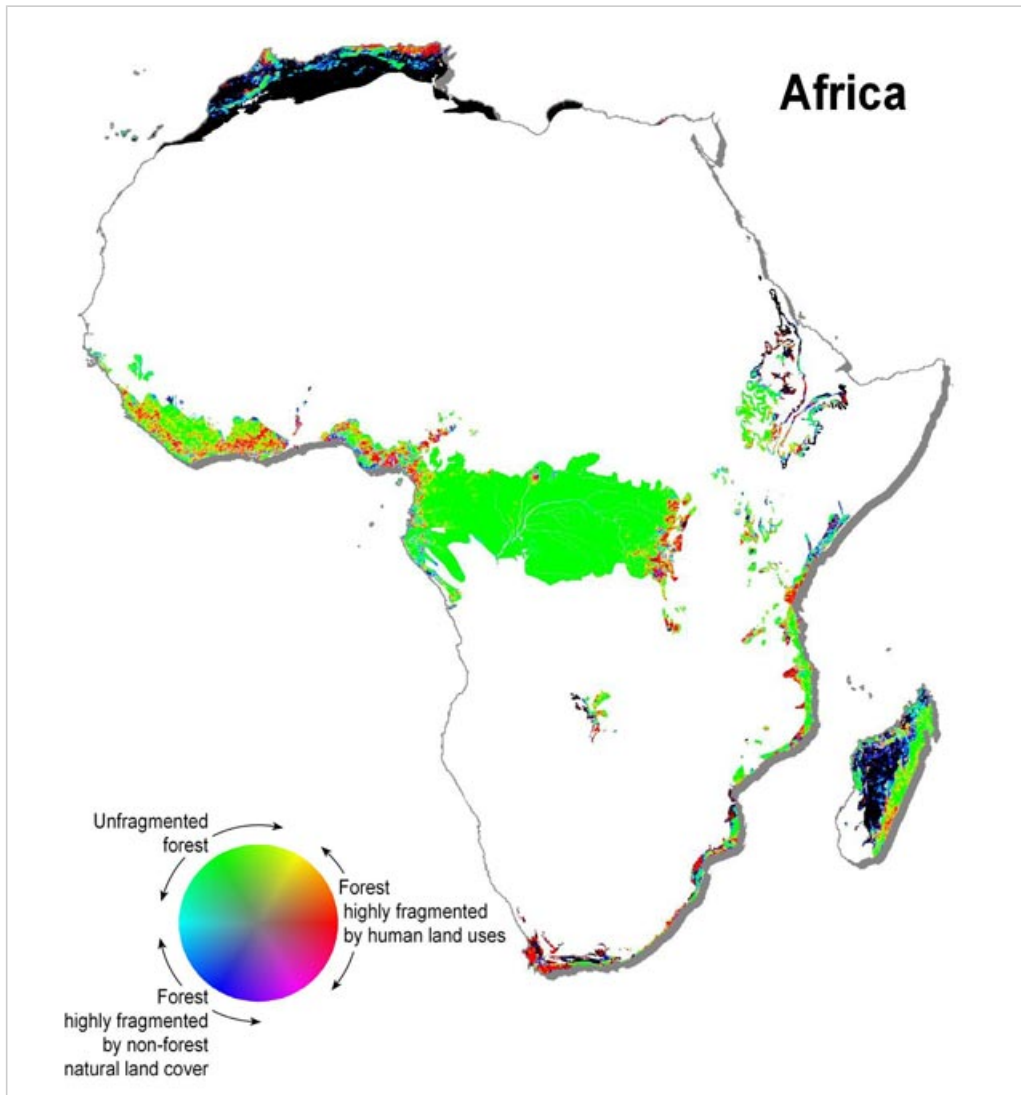 Africa
Unfragmented
forest
Forest
highly fragmented
by human land uses
Forest
highly fragmented
by non-forest
natural land cover